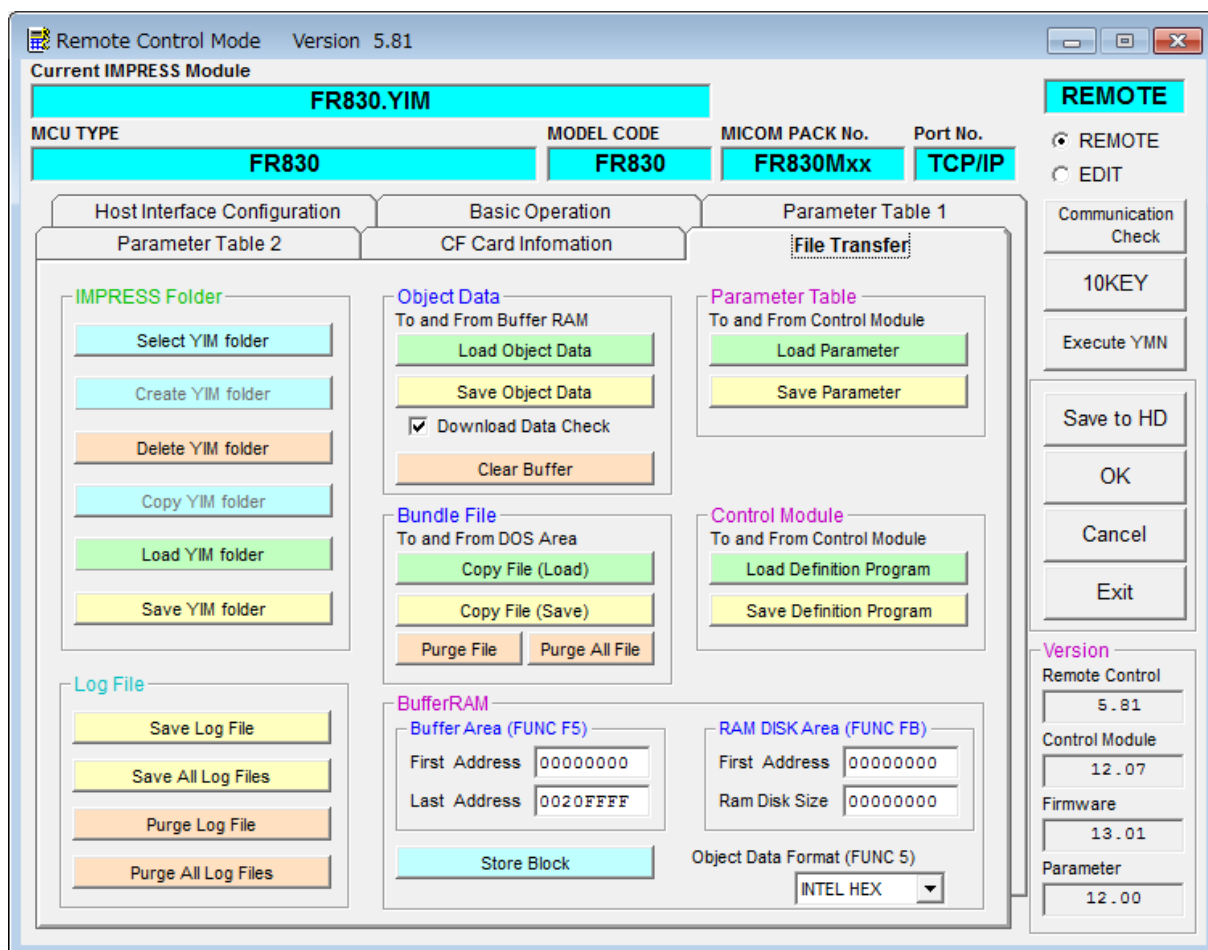 Remote Control Mode Version 5.81
Current IMPRESS Module
FR830.YIM
REMOTE
MCU TYPE
MODEL CODE
MICOM PACK No.
Port No.
FR830
FR830
FR830Mxx
TCP/IP
REMOTE
EDIT
Host Interface Configuration
Basic Operation
Parameter Table 1
Parameter Table 2
CF Card Infomation
File Transfer
Communication
Check
10KEY
Execute YMN
Save to HD
OK
Cancel
Exit
IMPRESS Folder
Select YIM folder
Create YIM folder
Delete YIM folder
Copy YIM folder
Load YIM folder
Save YIM folder
Log File
Save Log File
Save All Log Files
Purge Log File
Purge All Log Files
Object Data
To and From Buffer RAM
Load Object Data
Save Object Data
Download Data Check
Clear Buffer
Bundle File
To and From DOS Area
Copy File (Load)
Copy File (Save)
Purge File
Purge All File
Parameter Table
To and From Control Module
Load Parameter
Save Parameter
Control Module
To and From Control Module
Load Definition Program
Save Definition Program
BufferRAM
Buffer Area (FUNC F5)
First Address 00000000
Last Address 0020FFFF
Store Block
RAM DISK Area (FUNC FB)
First Address 00000000
Ram Disk Size 00000000
Object Data Format (FUNC 5)
INTEL HEX
Version
Remote Control
5.81
Control Module
12.07
Firmware
13.01
Parameter
12.00